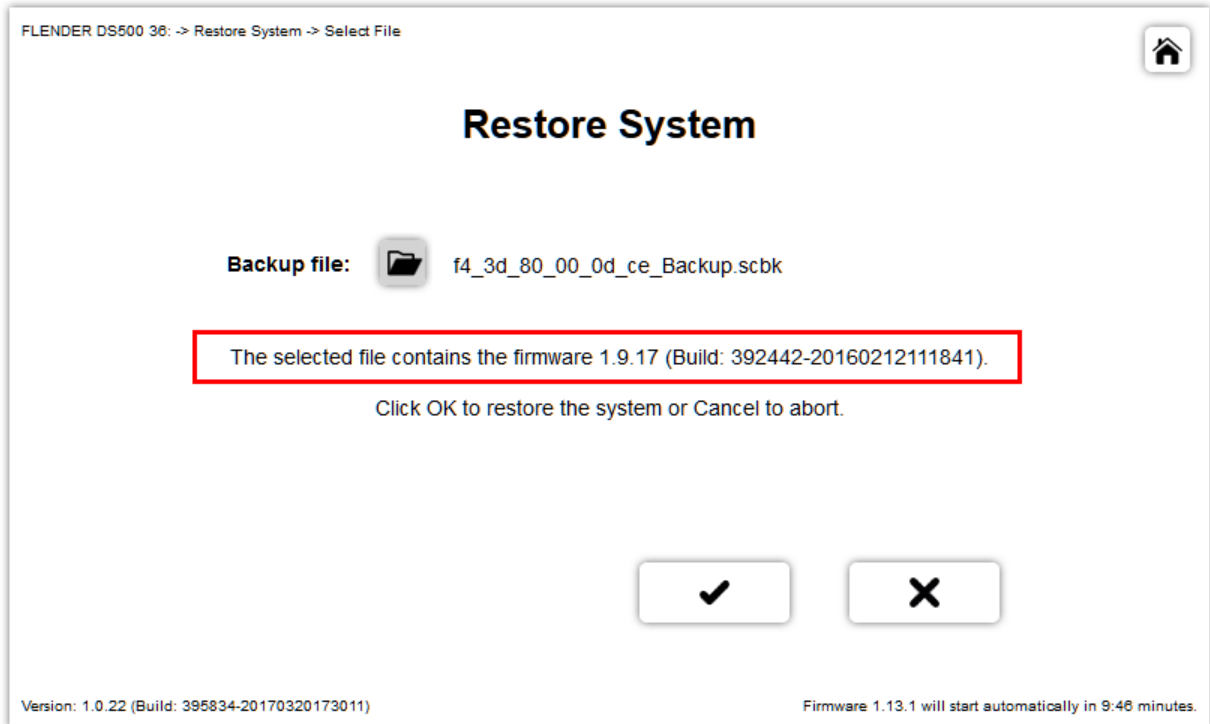 FLENDER DS500 36: -> Restore System -> Select File
Restore System
Backup file: f4_3d_80_00_0d_ce_Backup.scbk
The selected file contains the firmware 1.9.17 (Build: 392442-20160212111841).
Click OK to restore the system or Cancel to abort.
Version: 1.0.22 (Build: 395834-20170320173011) Firmware 1.13.1 will start automatically in 9:46 minutes.